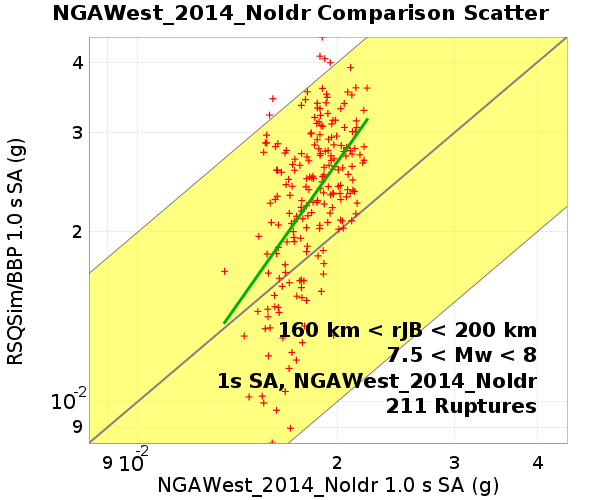 NGAWest_2014_NoIdr Comparison Scatter
RSQSim/BBP 1.0 s SA (g)
4
3
2
10-2
9
160 km < rJB < 200 km
7.5 < Mw < 8
1s SA, NGAWest_2014_NoIdr
211 Ruptures
9 10-2 2 3 4
NGAWest_2014_NoIdr 1.0 s SA (g)